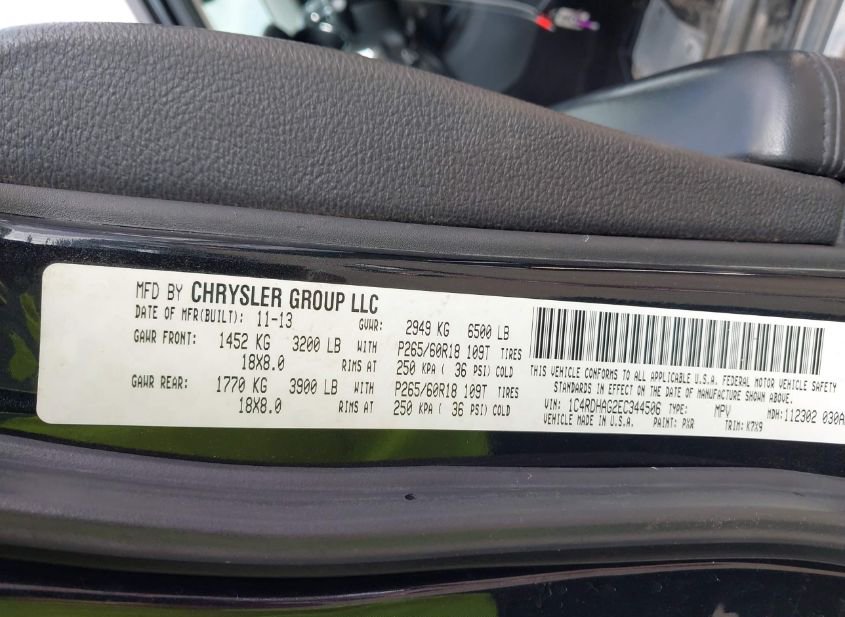 MFD BY CHRYSLER GROUP LLC
DATE OF MFR(BUILT): 11-13 GVWR: 2949 KG 6500 LB
GAWR FRONT: 1452 KG 3200 LB WITH P265/60R18 109T TIRES
18X8.0 RIMS AT 250 KPA ( 36 PSI) COLD
GAWR REAR: 1770 KG 3900 LB WITH P265/60R18 109T TIRES
18X8.0 RIMS AT 250 KPA ( 36 PSI) COLD
THIS VEHICLE CONFORMS TO ALL APPLICABLE U.S.A. FEDERAL MOTOR VEHICLE SAFETY
STANDARDS IN EFFECT ON THE DATE OF MANUFACTURE SHOWN ABOVE.
VIN: 1C4RDHAG2EC344506 TYPE: MPV MDH: 112302 030A
VEHICLE MADE IN U.S.A. PAINT: PXR TRIM: K7X9